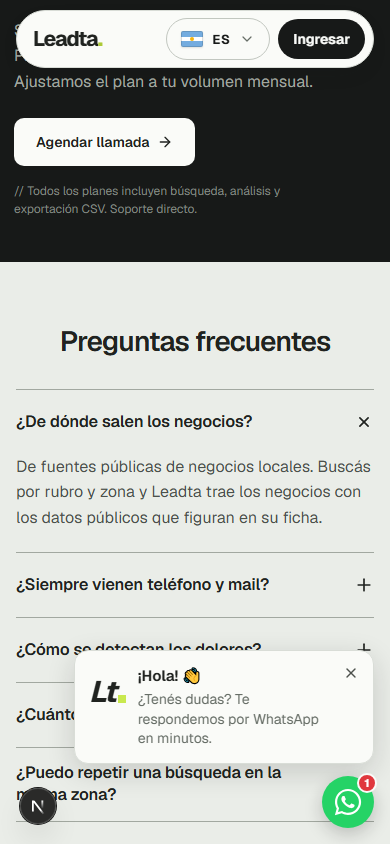 Leadta.
ES
Ingresar
Ajustamos el plan a tu volumen mensual.
Agendar llamada →
// Todos los planes incluyen búsqueda, análisis y
exportación CSV. Soporte directo.
Preguntas frecuentes
¿De dónde salen los negocios?
De fuentes públicas de negocios locales. Buscás
por rubro y zona y Leadta trae los negocios con
los datos públicos que figuran en su ficha.
¿Siempre vienen teléfono y mail?
¿Cómo se detectan los dolores?
Lt.
¡Hola! 👋
¿Tenés dudas? Te
respondemos por WhatsApp
en minutos.
¿Puedo repetir una búsqueda en la
zona?
N
1